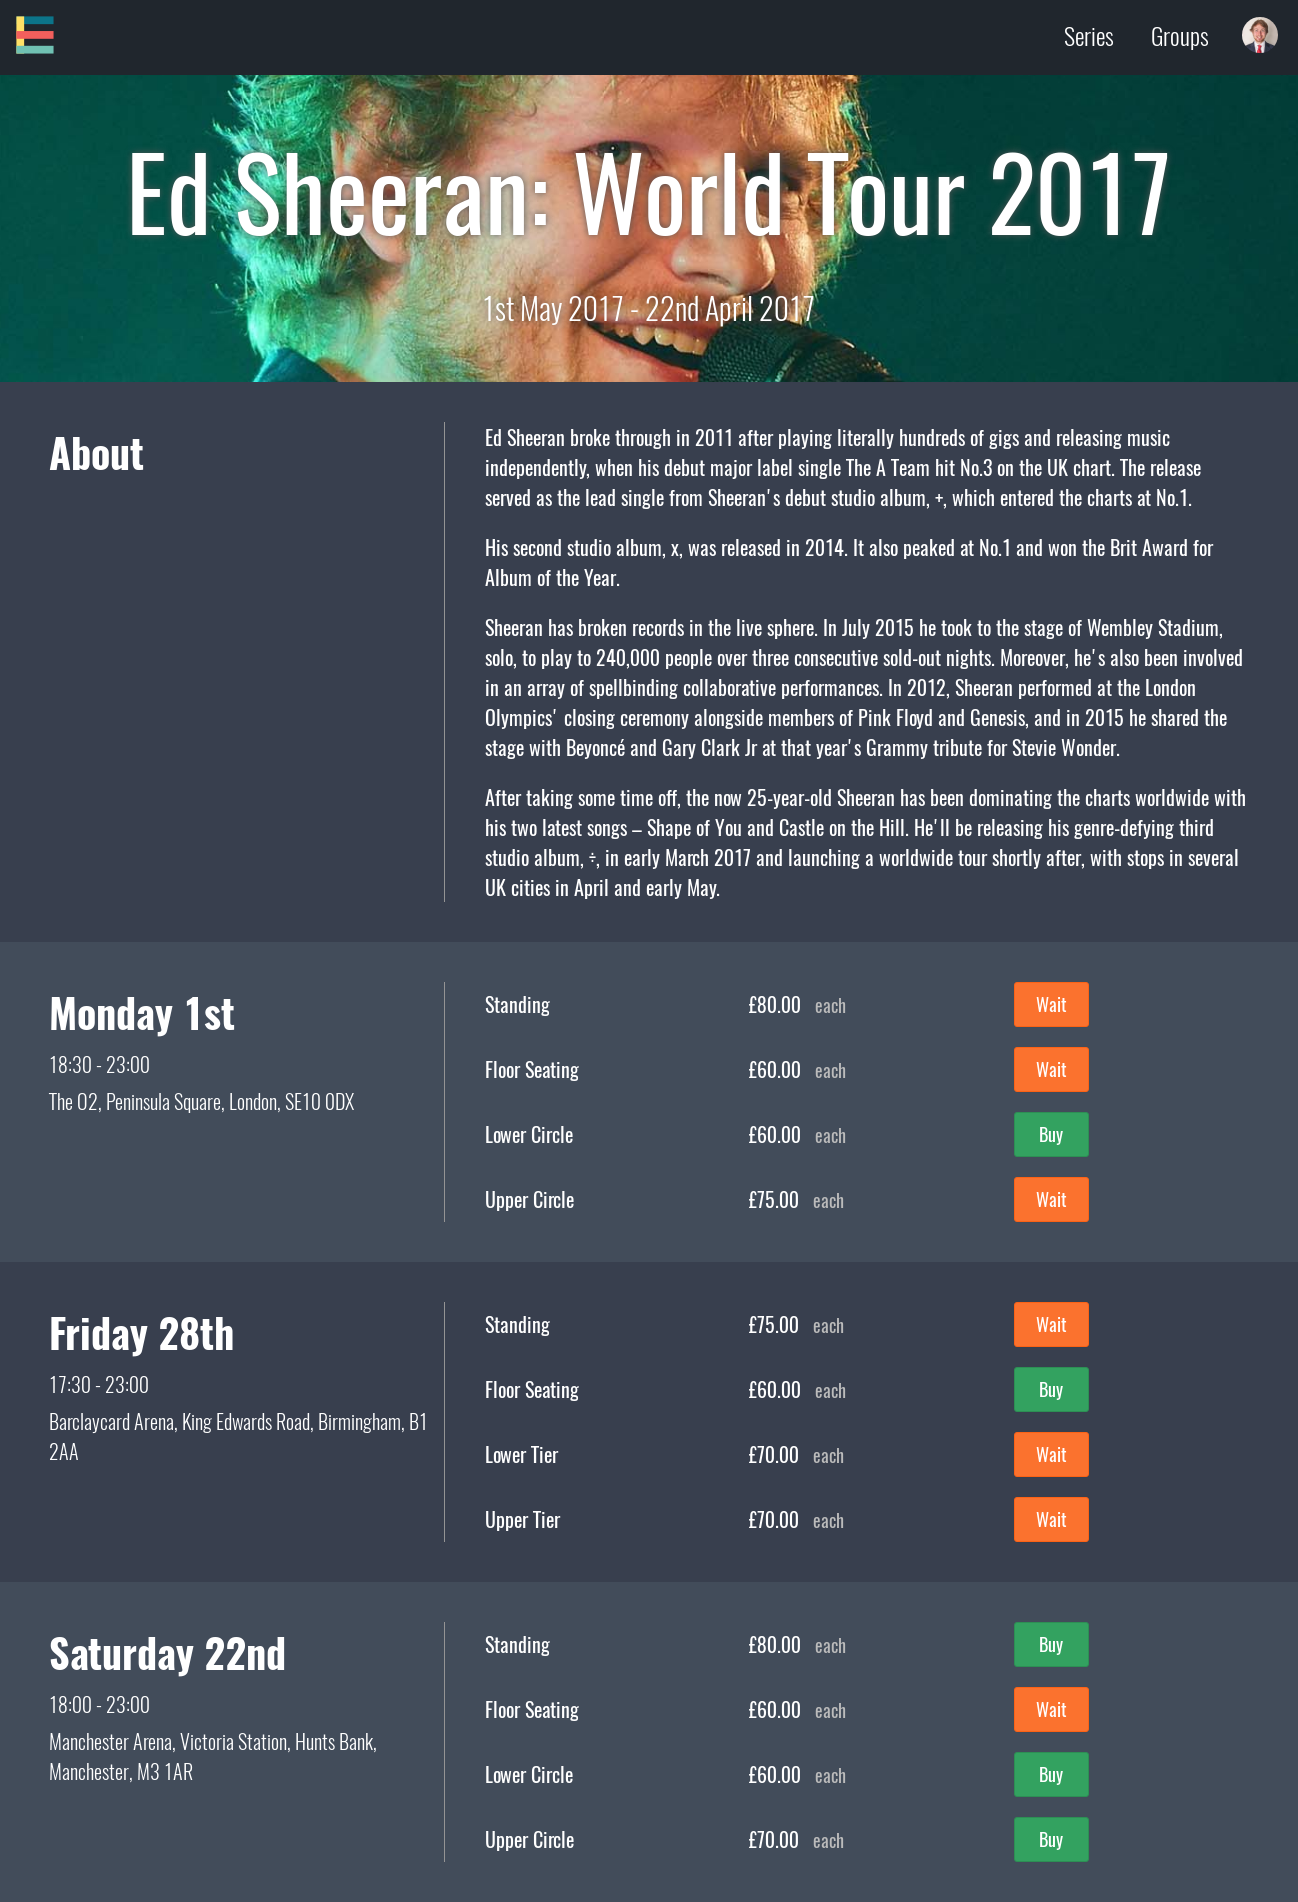 Series Groups
Ed Sheeran: World Tour 2017
1st May 2017 - 22nd April 2017
About
Ed Sheeran broke through in 2011 after playing literally hundreds of gigs and releasing music
independently, when his debut major label single The A Team hit No.3 on the UK chart. The release
served as the lead single from Sheeran's debut studio album, +, which entered the charts at No.1.
His second studio album, x, was released in 2014. It also peaked at No.1 and won the Brit Award for
Album of the Year.
Sheeran has broken records in the live sphere. In July 2015 he took to the stage of Wembley Stadium,
solo, to play to 240,000 people over three consecutive sold-out nights. Moreover, he's also been involved
in an array of spellbinding collaborative performances. In 2012, Sheeran performed at the London
Olympics' closing ceremony alongside members of Pink Floyd and Genesis, and in 2015 he shared the
stage with Beyoncé and Gary Clark Jr at that year's Grammy tribute for Stevie Wonder.
After taking some time off, the now 25-year-old Sheeran has been dominating the charts worldwide with
his two latest songs – Shape of You and Castle on the Hill. He'll be releasing his genre-defying third
studio album, ÷, in early March 2017 and launching a worldwide tour shortly after, with stops in several
UK cities in April and early May.
Monday 1st
18:30 - 23:00
The O2, Peninsula Square, London, SE10 0DX
Standing £80.00 each Wait
Floor Seating £60.00 each Wait
Lower Circle £60.00 each Buy
Upper Circle £75.00 each Wait
Friday 28th
17:30 - 23:00
Barclaycard Arena, King Edwards Road, Birmingham, B1
2AA
Standing £75.00 each Wait
Floor Seating £60.00 each Buy
Lower Tier £70.00 each Wait
Upper Tier £70.00 each Wait
Saturday 22nd
18:00 - 23:00
Manchester Arena, Victoria Station, Hunts Bank,
Manchester, M3 1AR
Standing £80.00 each Buy
Floor Seating £60.00 each Wait
Lower Circle £60.00 each Buy
Upper Circle £70.00 each Buy